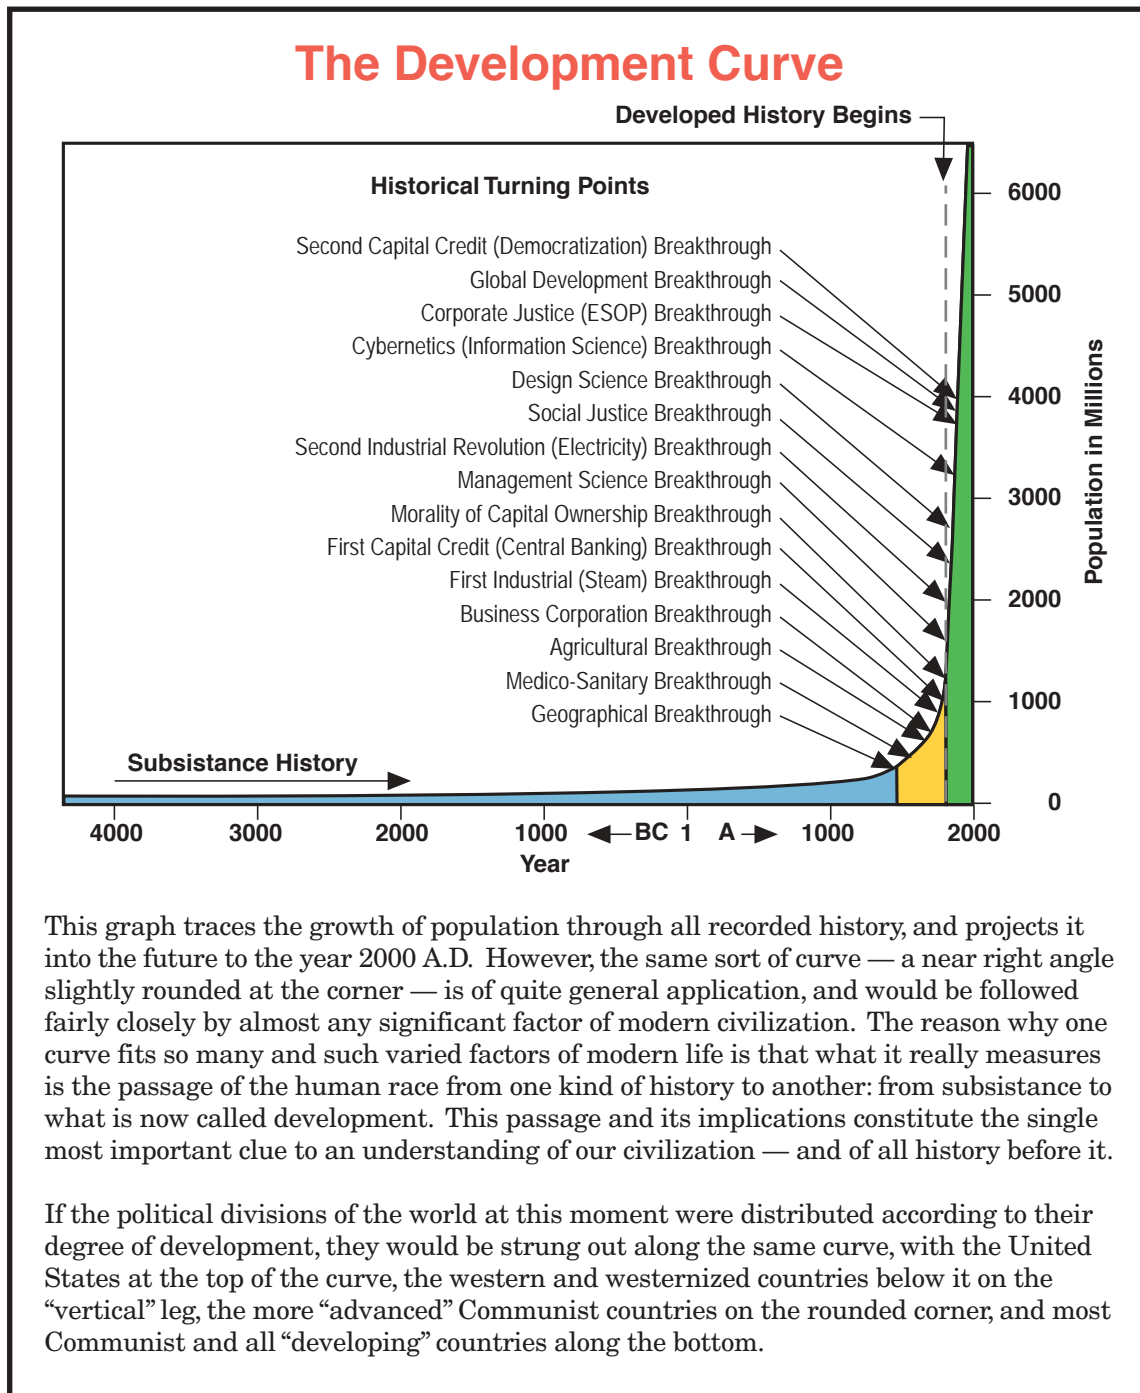 The Development Curve
Developed History Begins
Historical Turning Points
Second Capital Credit (Democratization) Breakthrough
Global Development Breakthrough
Corporate Justice (ESOP) Breakthrough
Cybernetics (Information Science) Breakthrough
Design Science Breakthrough
Social Justice Breakthrough
Second Industrial Revolution (Electricity) Breakthrough
Management Science Breakthrough
Morality of Capital Ownership Breakthrough
First Capital Credit (Central Banking) Breakthrough
First Industrial (Steam) Breakthrough
Business Corporation Breakthrough
Agricultural Breakthrough
Medico-Sanitary Breakthrough
Geographical Breakthrough
Subsistance History
6000
5000
4000
3000
2000
1000
0
Population in Millions
4000 3000 2000 1000 BC 1 A 1000 2000
Year
This graph traces the growth of population through all recorded history, and projects it
into the future to the year 2000 A.D. However, the same sort of curve — a near right angle
slightly rounded at the corner — is of quite general application, and would be followed
fairly closely by almost any significant factor of modern civilization. The reason why one
curve fits so many and such varied factors of modern life is that what it really measures
is the passage of the human race from one kind of history to another: from subsistance to
what is now called development. This passage and its implications constitute the single
most important clue to an understanding of our civilization — and of all history before it.
If the political divisions of the world at this moment were distributed according to their
degree of development, they would be strung out along the same curve, with the United
States at the top of the curve, the western and westernized countries below it on the
“vertical” leg, the more “advanced” Communist countries on the rounded corner, and most
Communist and all “developing” countries along the bottom.